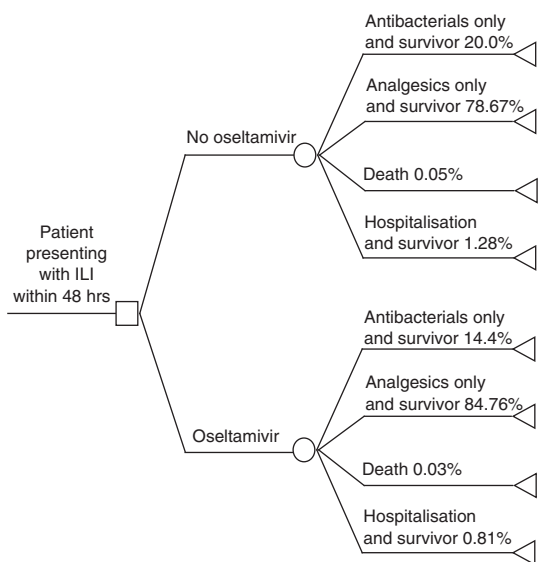 Antibacterials only
and survivor 20.0%
Analgesics only
and survivor 78.67%
No oseltamivir
Death 0.05%
Hospitalisation
and survivor 1.28%
Patient
presenting
with ILI
within 48 hrs
Antibacterials only
and survivor 14.4%
Analgesics only
and survivor 84.76%
Oseltamivir
Death 0.03%
Hospitalisation
and survivor 0.81%